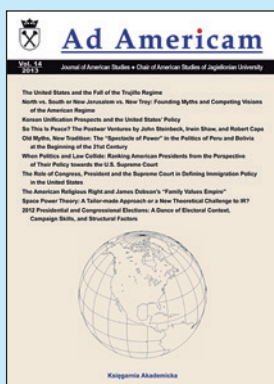 Ad Americam
Vol. 14
2013
Journal of American Studies • Chair of American Studies of Jagiellonian University
The United States and the Fall of the Trujillo Regime
North vs. South or New Jerusalem vs. New Troy: Founding Myths and Competing Visions
of the American Regime
Korean Unification Prospects and the United States' Policy
So This Is Peace? The Postwar Ventures by John Steinbeck, Irwin Shaw, and Robert Capa
Old Myths, New Tradition: The "Spectacle of Power" in the Politics of Peru and Bolivia
at the Beginning of the 21st Century
When Politics and Law Collide: Ranking American Presidents from the Perspective
of Their Policy towards the U.S. Supreme Court
The Role of Congress, President and the Supreme Court in Defining Immigration Policy
in the United States
The American Religious Right and James Dobson's "Family Values Empire"
Space Power Theory: A Tailor-made Approach or a New Theoretical Challenge to IR?
2012 Presidential and Congressional Elections: A Dance of Electoral Context,
Campaign Skills, and Structural Factors
Księgarnia Akademicka